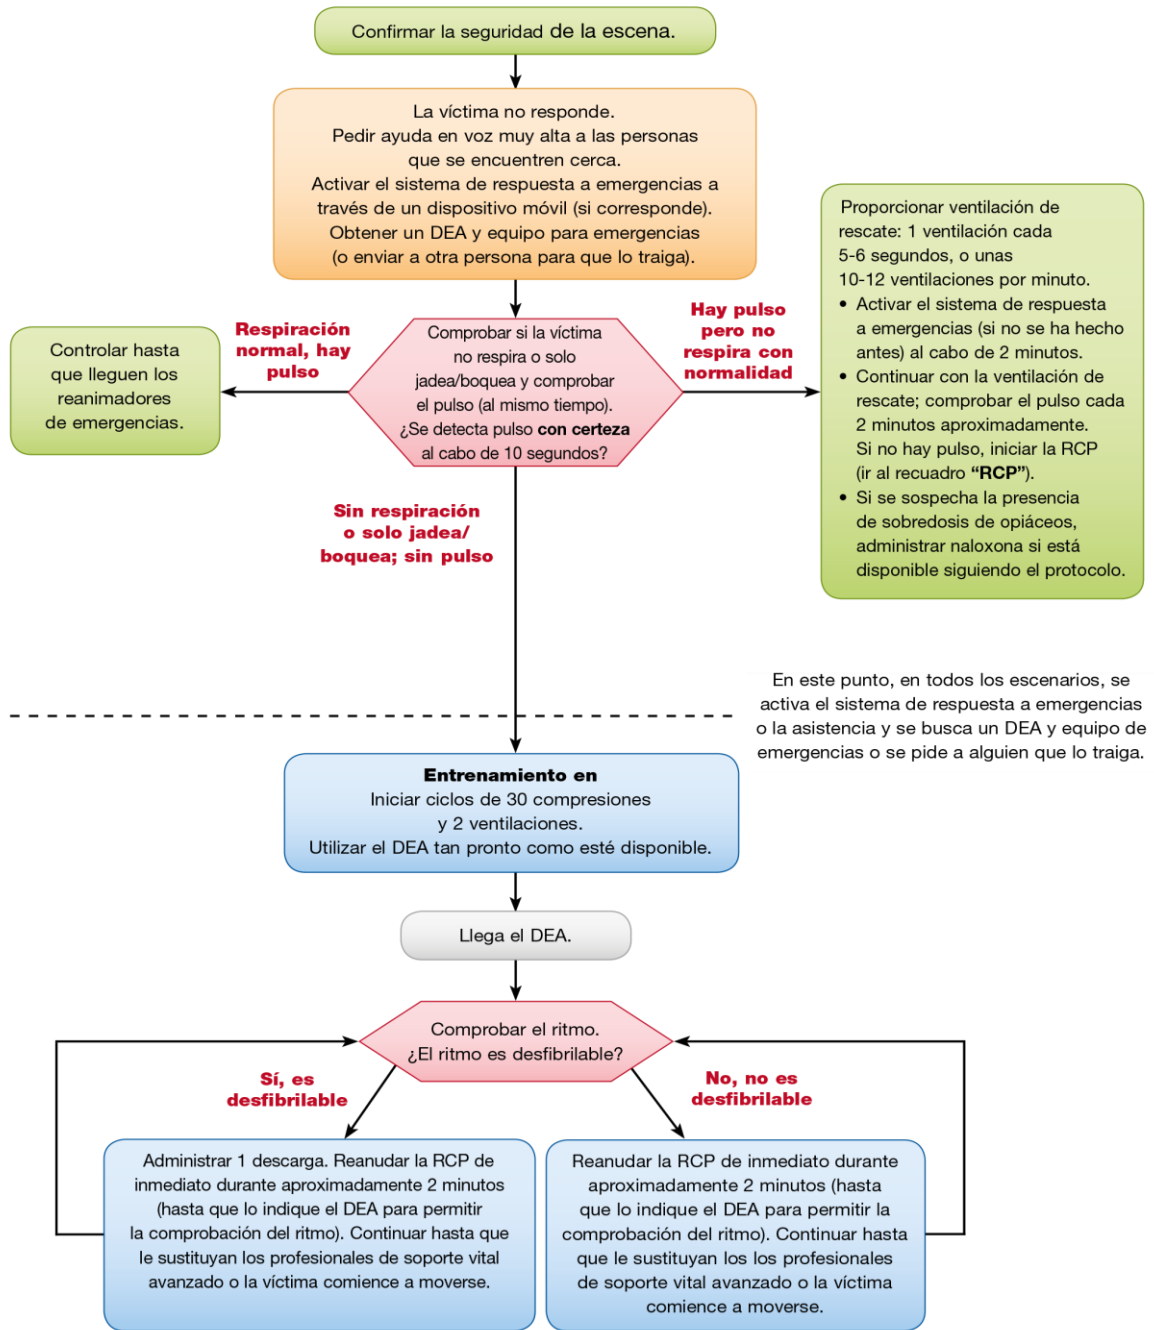 Confirmar la seguridad de la escena.
La víctima no responde.
Pedir ayuda en voz muy alta a las personas
que se encuentren cerca.
Activar el sistema de respuesta a emergencias a
través de un dispositivo móvil (si corresponde).
Obtener un DEA y equipo para emergencias
(o enviar a otra persona para que lo traiga).
Respiración
normal, hay
pulso
Controlar hasta
que lleguen los
reanimadores
de emergencias.
Comprobar si la víctima
no respira o solo
jadea/boquea y comprobar
el pulso (al mismo tiempo).
¿Se detecta pulso con certeza
al cabo de 10 segundos?
Hay pulso
pero no
respira con
normalidad
Proporcionar ventilación de
rescate: 1 ventilación cada
5-6 segundos, o unas
10-12 ventilaciones por minuto.
• Activar el sistema de respuesta
a emergencias (si no se ha hecho
antes) al cabo de 2 minutos.
• Continuar con la ventilación de
rescate; comprobar el pulso cada
2 minutos aproximadamente.
Si no hay pulso, iniciar la RCP
(ir al recuadro “RCP”).
• Si se sospecha la presencia
de sobredosis de opiáceos,
administrar naloxona si está
disponible siguiendo el protocolo.
Sin respiración
o solo jadea/
boquea; sin pulso
En este punto, en todos los escenarios, se
activa el sistema de respuesta a emergencias
o la asistencia y se busca un DEA y equipo de
emergencias o se pide a alguien que lo traiga.
Entrenamiento en
Iniciar ciclos de 30 compresiones
y 2 ventilaciones.
Utilizar el DEA tan pronto como esté disponible.
Llega el DEA.
Comprobar el ritmo.
¿El ritmo es desfibrilable?
Sí, es
desfibrilable
No, no es
desfibrilable
Administrar 1 descarga. Reanudar la RCP de
inmediato durante aproximadamente 2 minutos
(hasta que lo indique el DEA para permitir
la comprobación del ritmo). Continuar hasta que
le sustituyan los profesionales de soporte vital
avanzado o la víctima comience a moverse.
Reanudar la RCP de inmediato durante
aproximadamente 2 minutos (hasta
que lo indique el DEA para permitir la
comprobación del ritmo). Continuar hasta
que le sustituyan los los profesionales
de soporte vital avanzado o la víctima
comience a moverse.